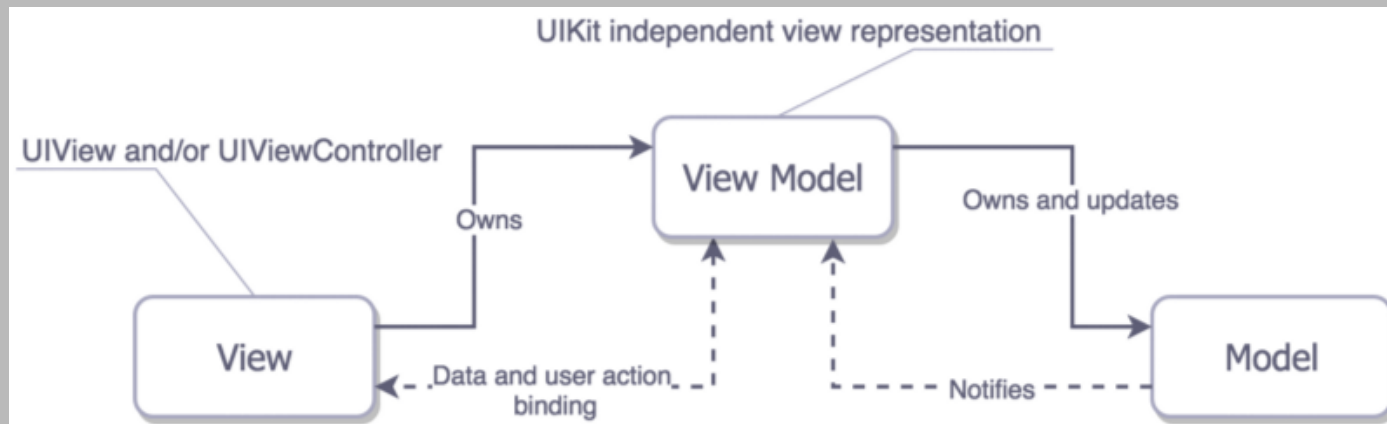 UIKit independent view representation
UIView and/or UIViewController
View Model
Owns
Owns and updates
View
Data and user action
binding
Notifies
Model